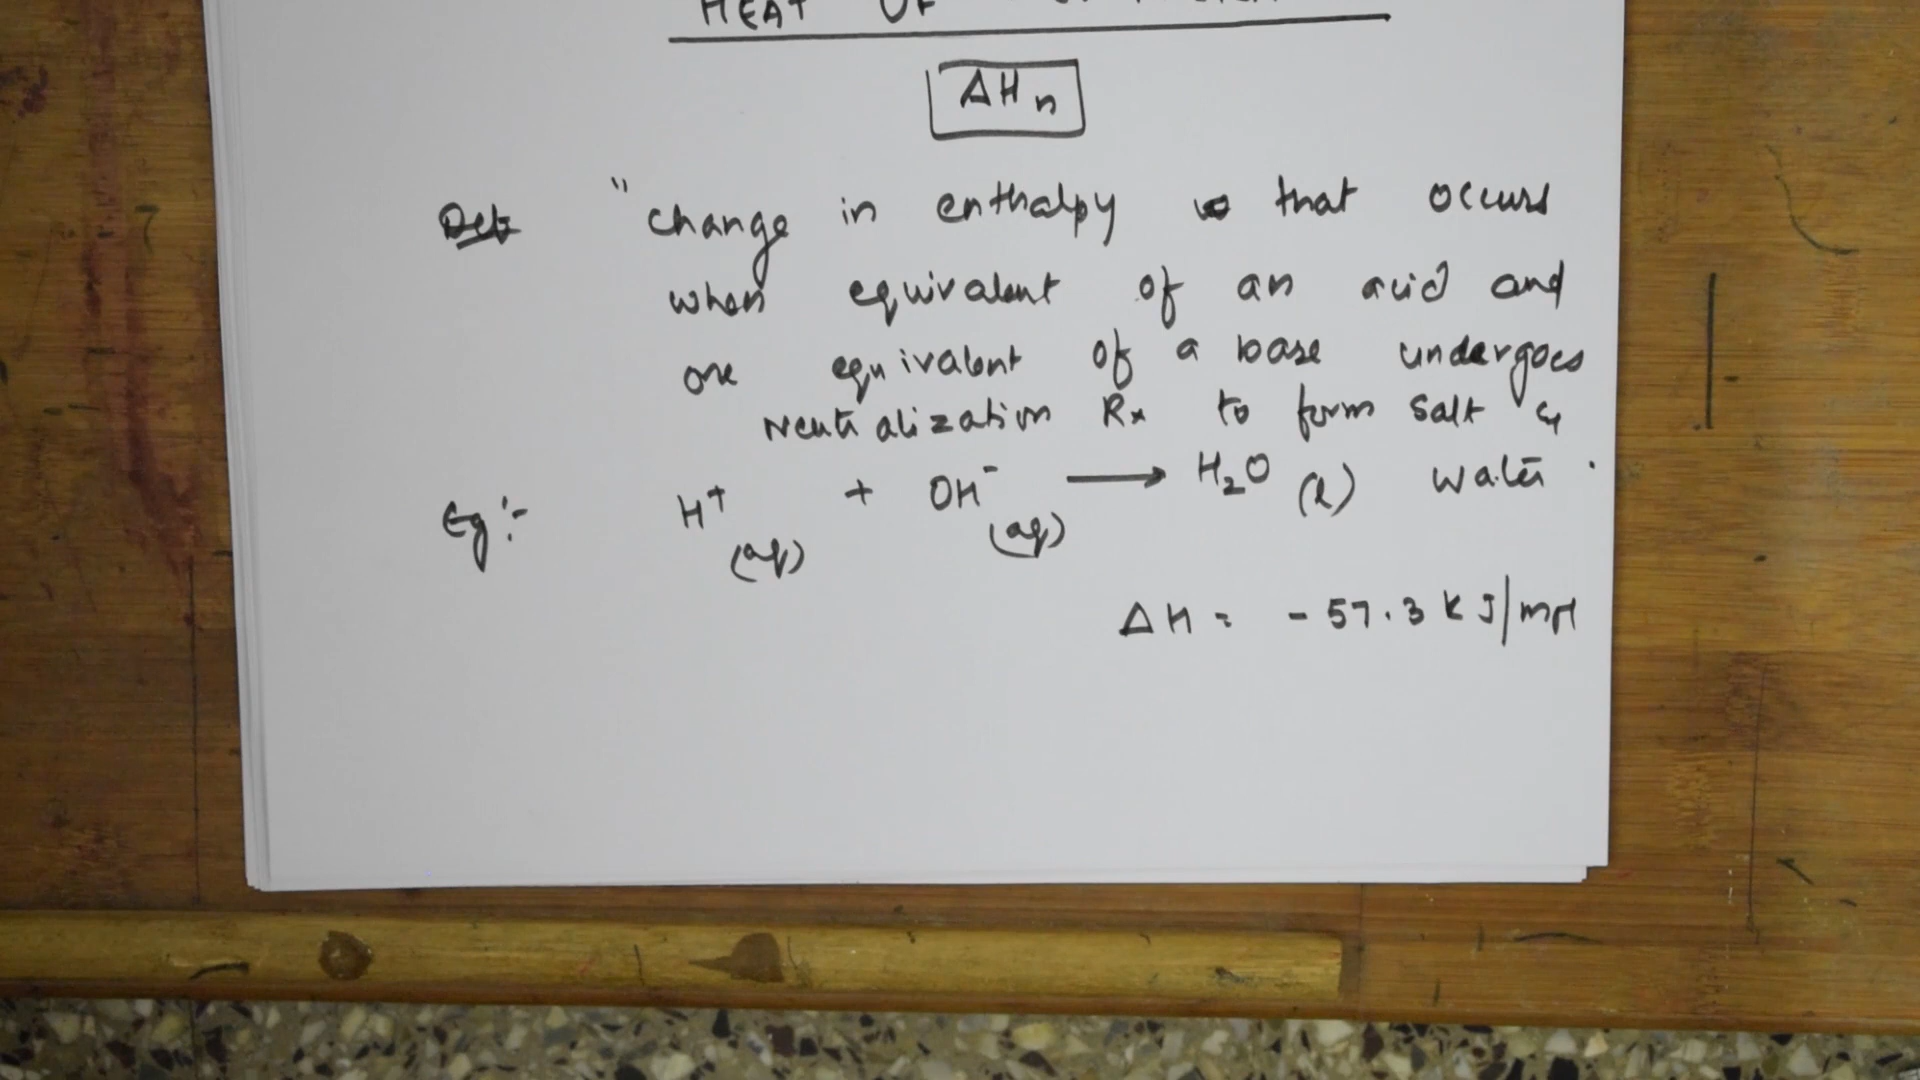 HEAT OF
ΔHn
Def "change in enthalpy that occurs
when equivalent of an acid and
one equivalent of a base undergoes
Neutralization Rx to form salt &
water.
Eg:- H⁺(aq) + OH⁻(aq) ⟶ H₂O (l)
ΔH = -57.3 kJ/mol